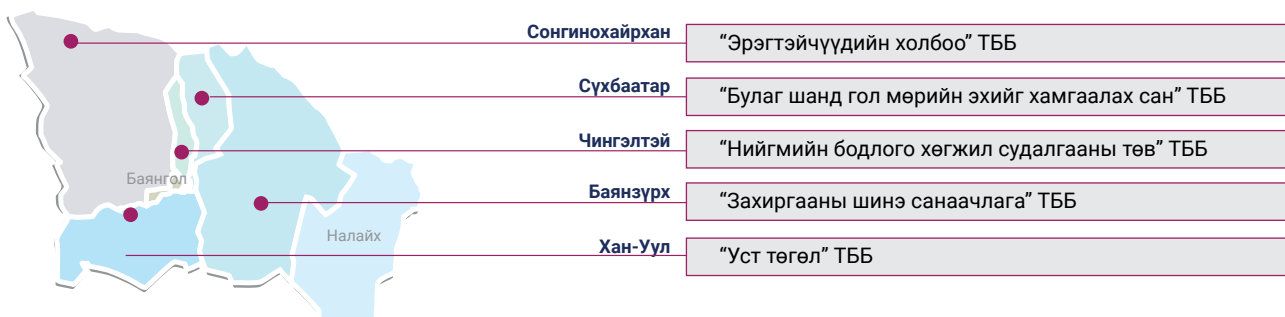 Сонгинохайрхан
“Эрэгтэйчүүдийн холбоо” ТББ
Сүхбаатар
“Булаг шанд гол мөрийн эхийг хамгаалах сан” ТББ
Чингэлтэй
“Нийгмийн бодлого хөгжил судалгааны төв” ТББ
Баянгол
Баянзүрх
“Захиргааны шинэ санаачлага” ТББ
Налайх
Хан-Уул
“Уст төгөл” ТББ